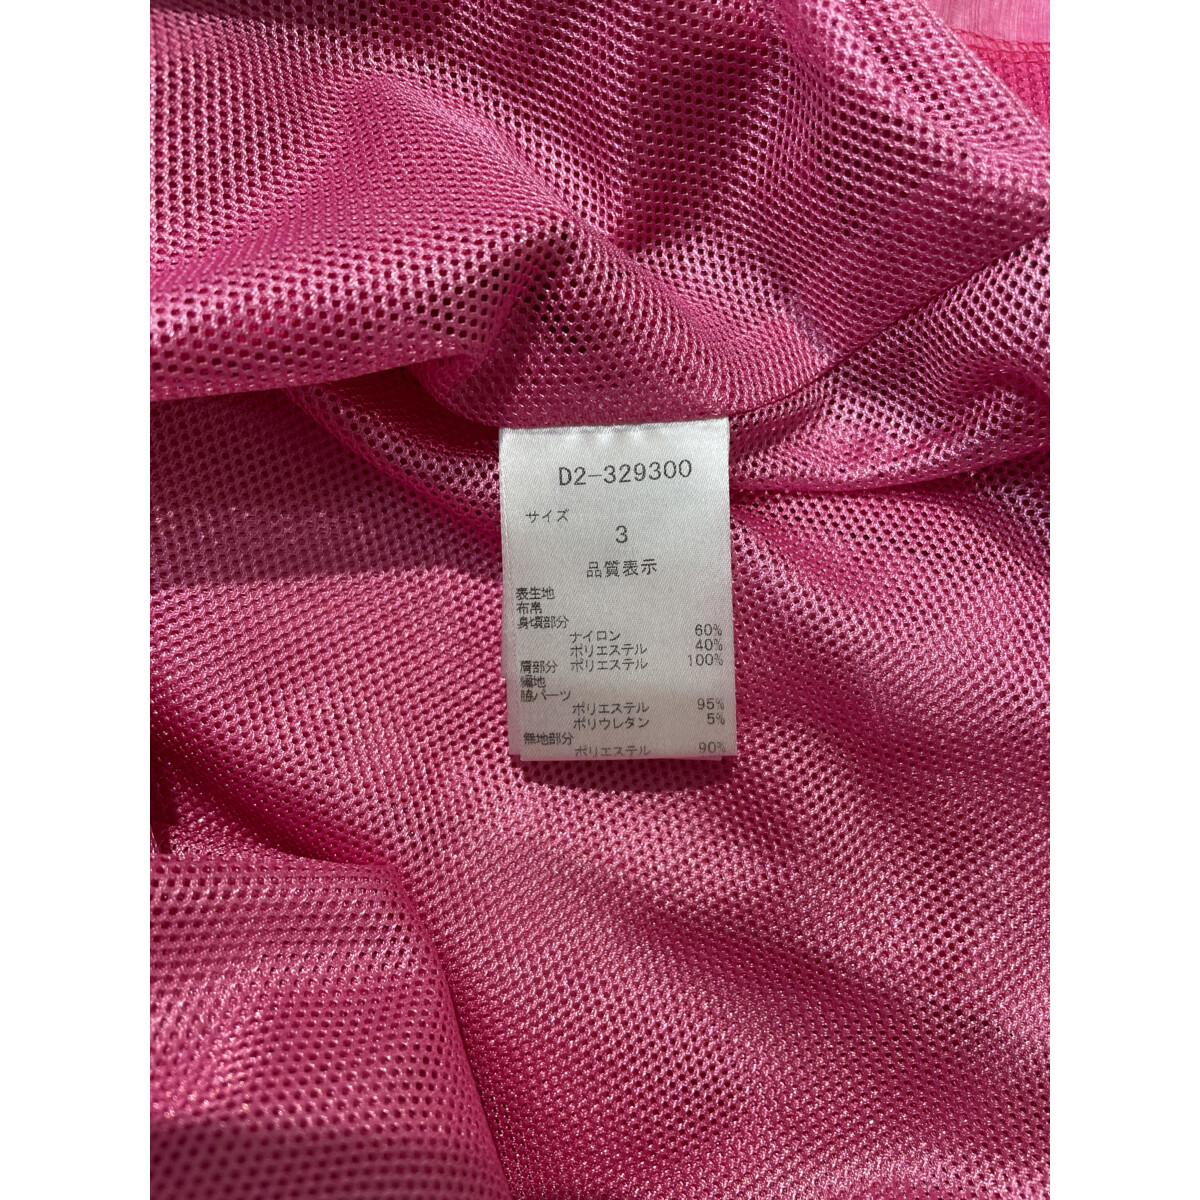 D2-329300
サイズ
3
品質表示
表生地
布帛
身頃部分
ナイロン 60%
ポリエステル 40%
肩部分 ポリエステル 100%
編地
脇パーツ
ポリエステル 95%
ポリウレタン 5%
無地部分
ポリエステル 90%